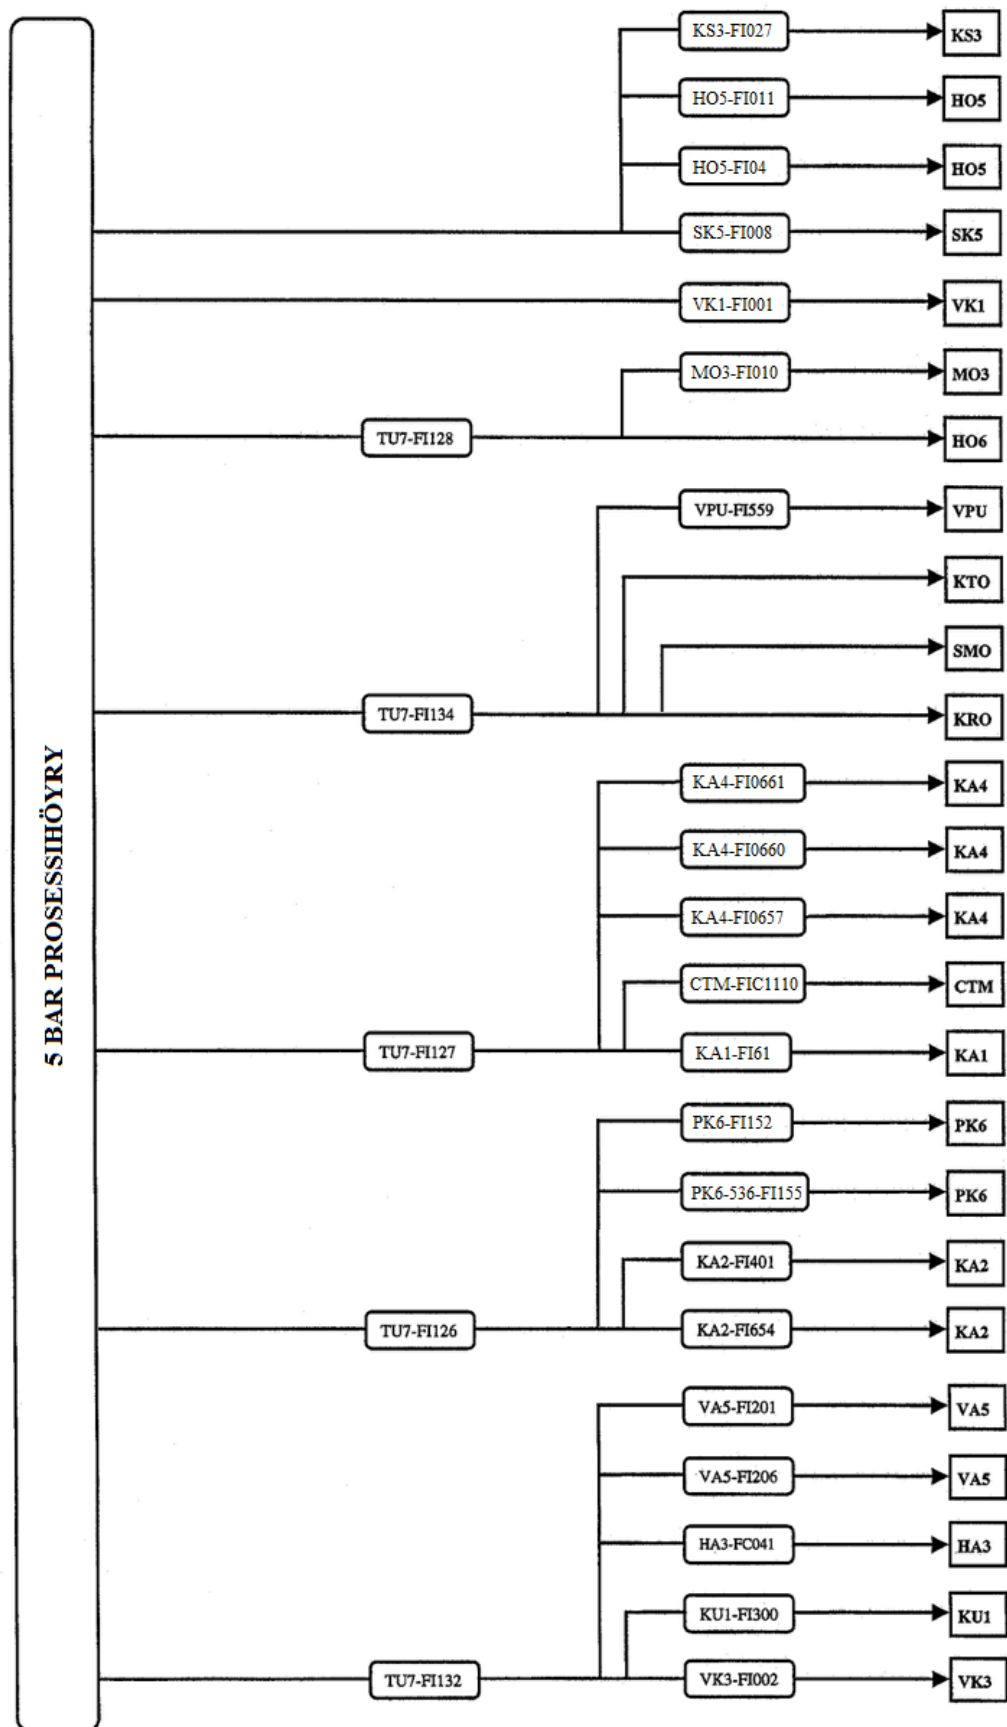 5 BAR PROSESSIHÖYRY
KS3-FI027 KS3
HO5-FI011 HO5
HO5-FI04 HO5
SK5-FI008 SK5
VK1-FI001 VK1
MO3-FI010 MO3
TU7-FI128 HO6
VPU-FI559 VPU
KTO
SMO
TU7-FI134 KRO
KA4-FI0661 KA4
KA4-FI0660 KA4
KA4-FI0657 KA4
CTM-FIC1110 CTM
TU7-FI127 KA1-FI61 KA1
PK6-FI152 PK6
PK6-536-FI155 PK6
KA2-FI401 KA2
TU7-FI126 KA2-FI654 KA2
VA5-FI201 VA5
VA5-FI206 VA5
HA3-FC041 HA3
KU1-FI300 KU1
TU7-FI132 VK3-FI002 VK3